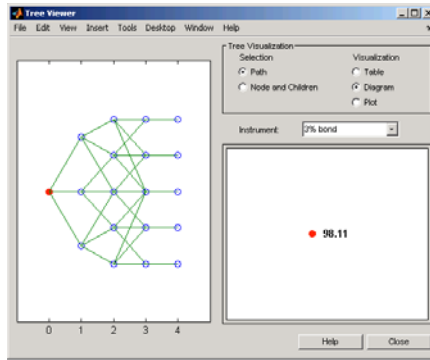 Tree Viewer
File Edit View Insert Tools Desktop Window Help
Tree Visualization
Selection
Visualization
Path
Table
Node and Children
Diagram
Plot
Instrument:
3% bond
98.11
0 1 2 3 4
Help
Close